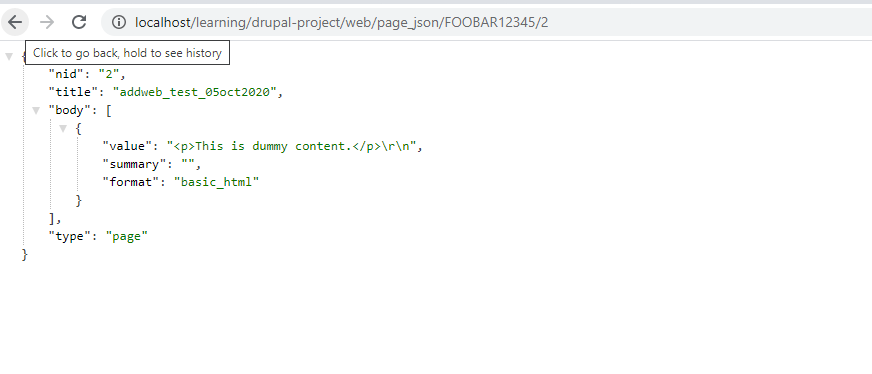 localhost/learning/drupal-project/web/page_json/FOOBAR12345/2
Click to go back, hold to see history
{
"nid": "2",
"title": "addweb_test_05oct2020",
"body": [
{
"value": "<p>This is dummy content.</p>\r\n",
"summary": "",
"format": "basic_html"
}
],
"type": "page"
}